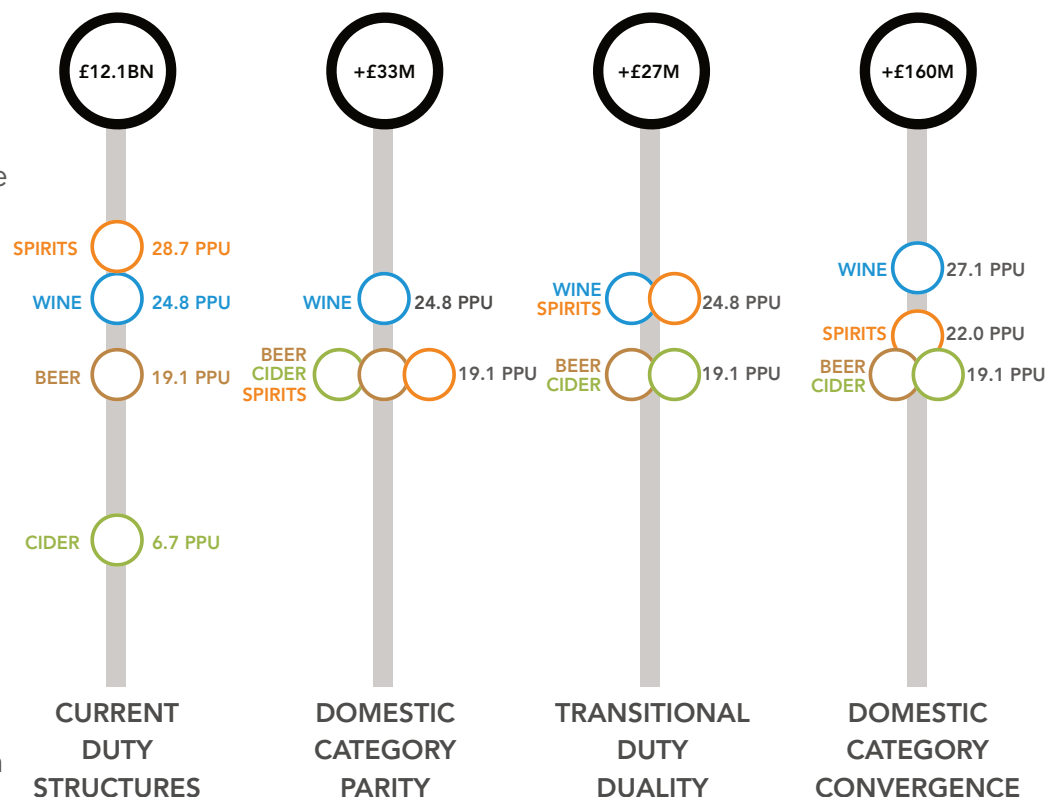 £12.1BN
+£33M
+£27M
+£160M
e
SPIRITS 28.7 PPU
WINE 24.8 PPU
BEER 19.1 PPU
CIDER 6.7 PPU
WINE 24.8 PPU
BEER
CIDER
SPIRITS
19.1 PPU
WINE
SPIRITS
24.8 PPU
BEER
CIDER
19.1 PPU
WINE 27.1 PPU
SPIRITS 22.0 PPU
BEER
CIDER
19.1 PPU
n
CURRENT
DUTY
STRUCTURES
DOMESTIC
CATEGORY
PARITY
TRANSITIONAL
DUTY
DUALITY
DOMESTIC
CATEGORY
CONVERGENCE